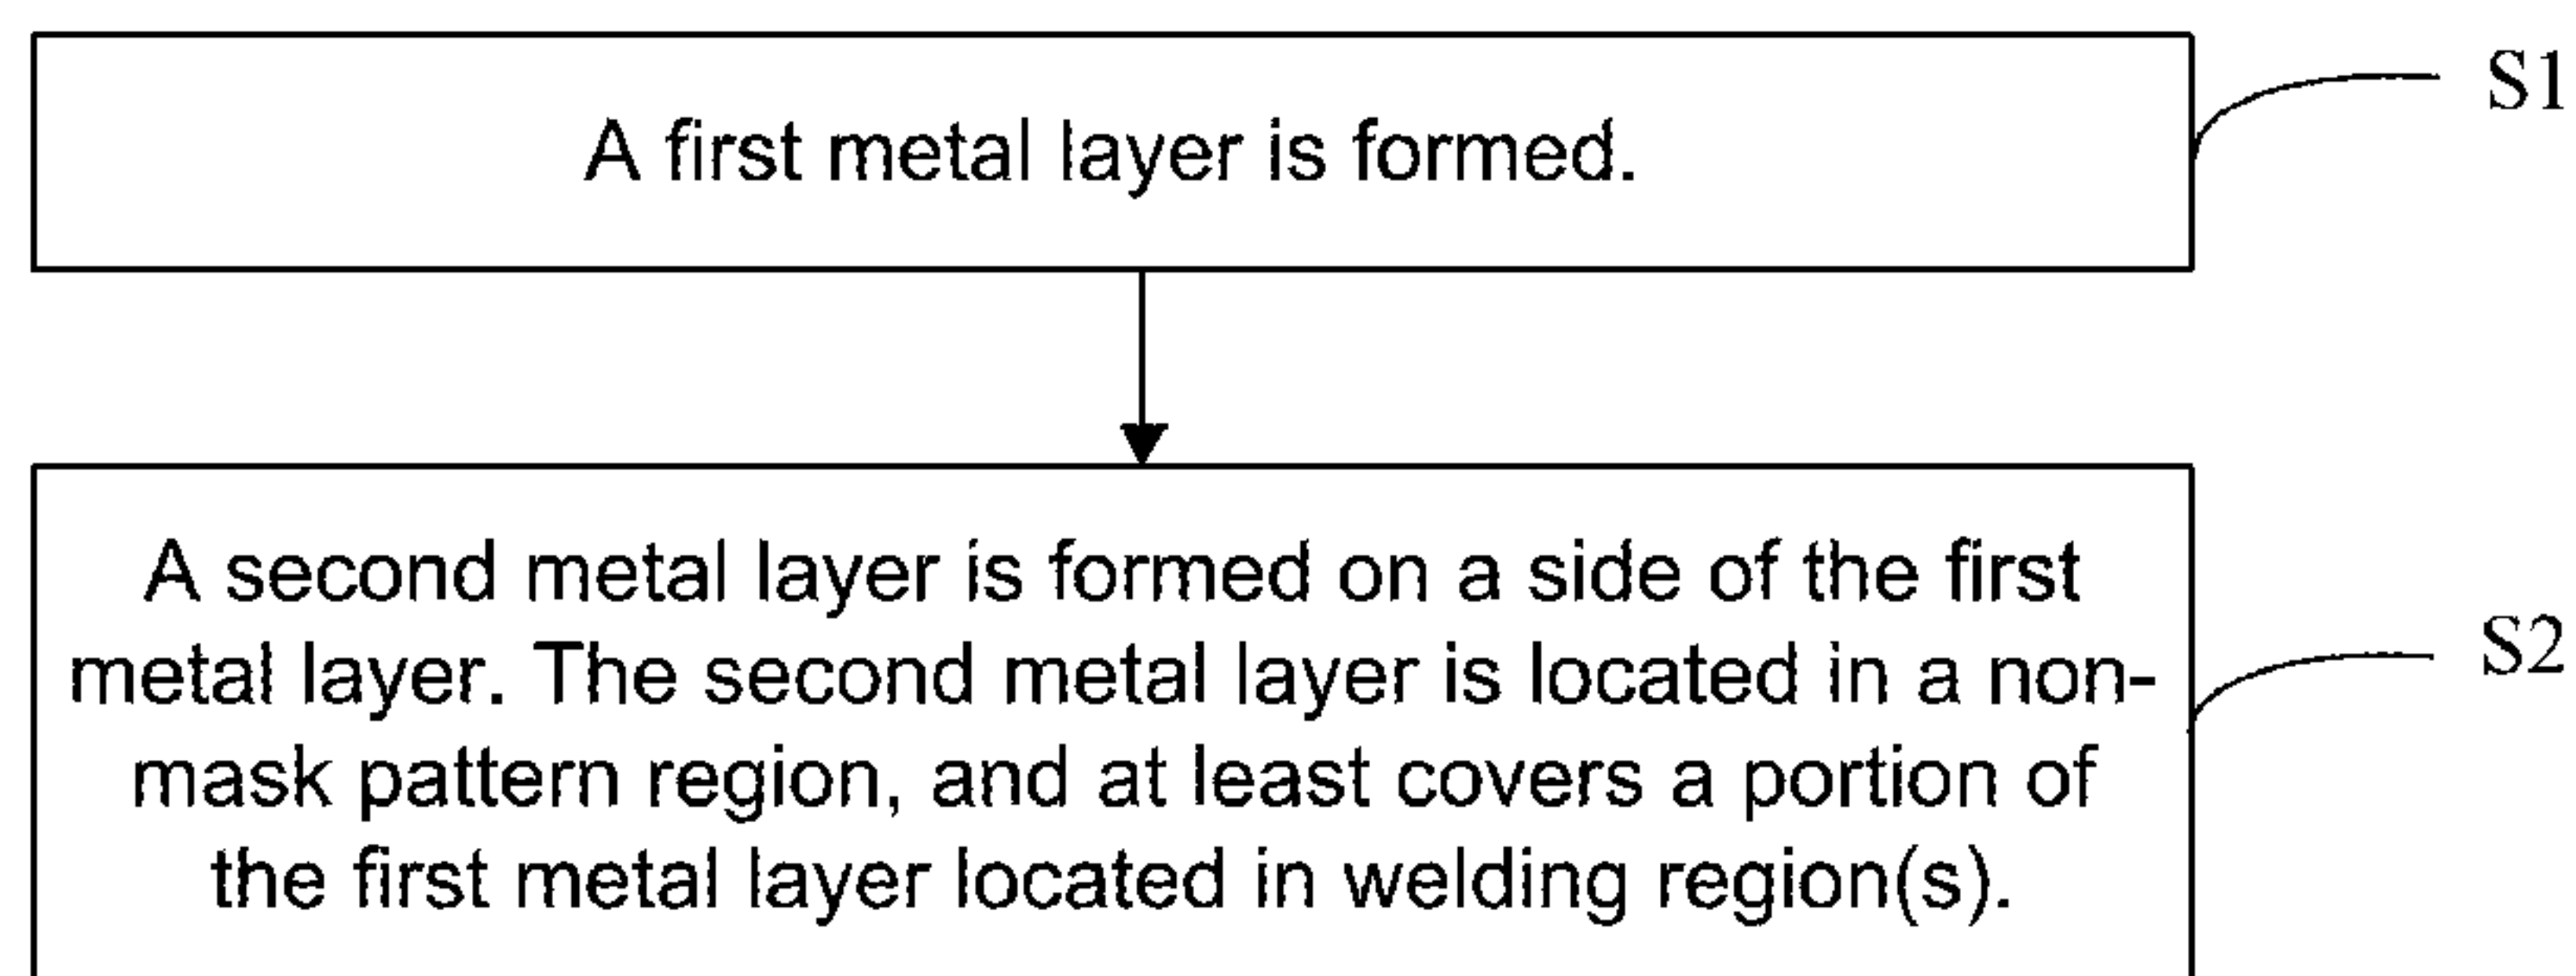 A first metal layer is formed.
S1
A second metal layer is formed on a side of the first
metal layer. The second metal layer is located in a non-
mask pattern region, and at least covers a portion of
the first metal layer located in welding region(s).
S2